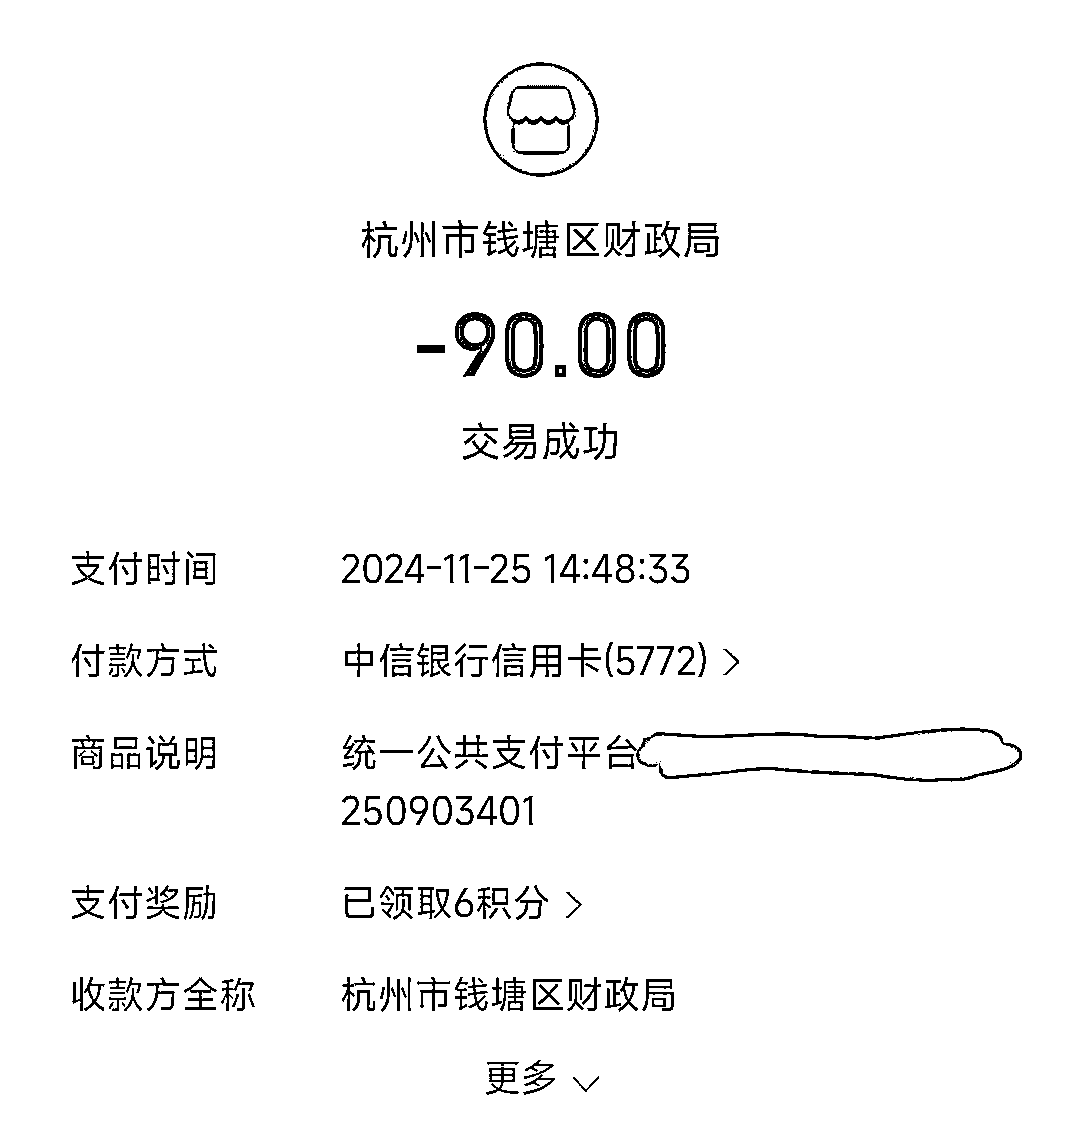 杭州市钱塘区财政局
-90.00
交易成功
支付时间 2024-11-25 14:48:33
付款方式 中信银行信用卡(5772)
商品说明 统一公共支付平台
250903401
支付奖励 已领取6积分
收款方全称 杭州市钱塘区财政局
更多